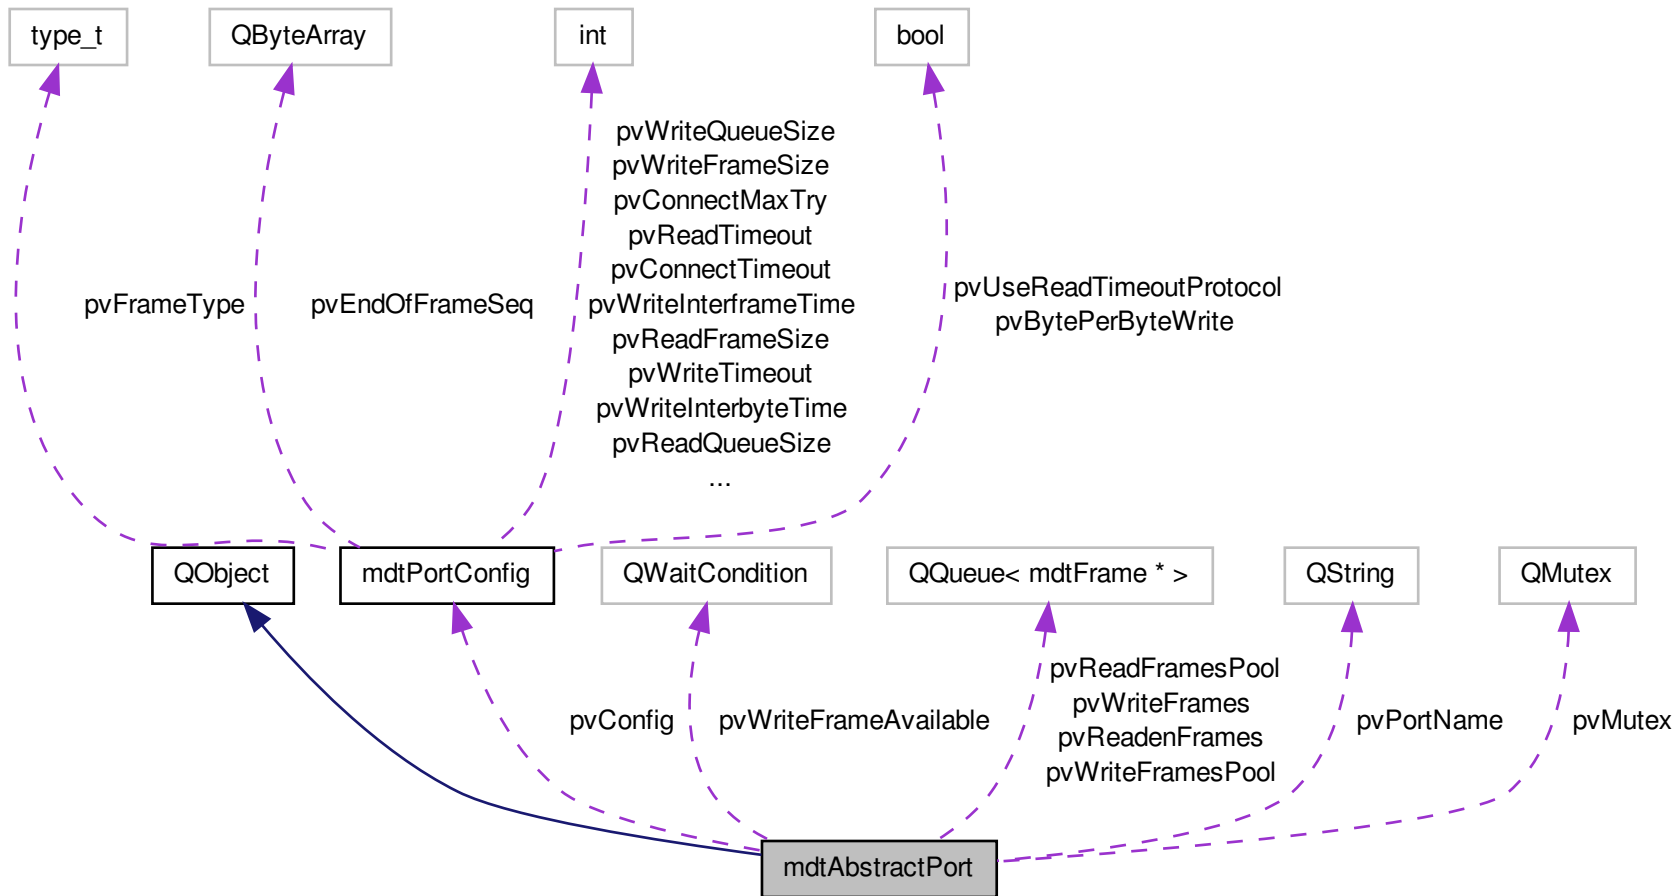 type_t
QByteArray
int
bool
pvWriteQueueSize
pvWriteFrameSize
pvConnectMaxTry
pvReadTimeout
pvConnectTimeout
pvWriteInterframeTime
pvReadFrameSize
pvWriteTimeout
pvWriteInterbyteTime
pvReadQueueSize
...
pvFrameType
pvEndOfFrameSeq
pvUseReadTimeoutProtocol
pvBytePerByteWrite
QObject
mdtPortConfig
QWaitCondition
QQueue< mdtFrame * >
QString
QMutex
pvConfig
pvWriteFrameAvailable
pvReadFramesPool
pvWriteFrames
pvReadenFrames
pvWriteFramesPool
pvPortName
pvMutex
mdtAbstractPort